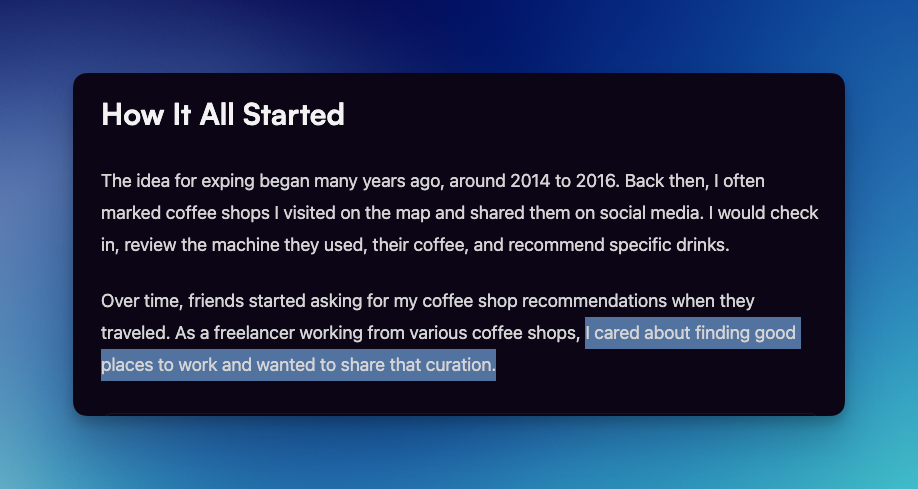 How It All Started
The idea for exping began many years ago, around 2014 to 2016. Back then, I often
marked coffee shops I visited on the map and shared them on social media. I would check
in, review the machine they used, their coffee, and recommend specific drinks.
Over time, friends started asking for my coffee shop recommendations when they
traveled. As a freelancer working from various coffee shops, I cared about finding good
places to work and wanted to share that curation.